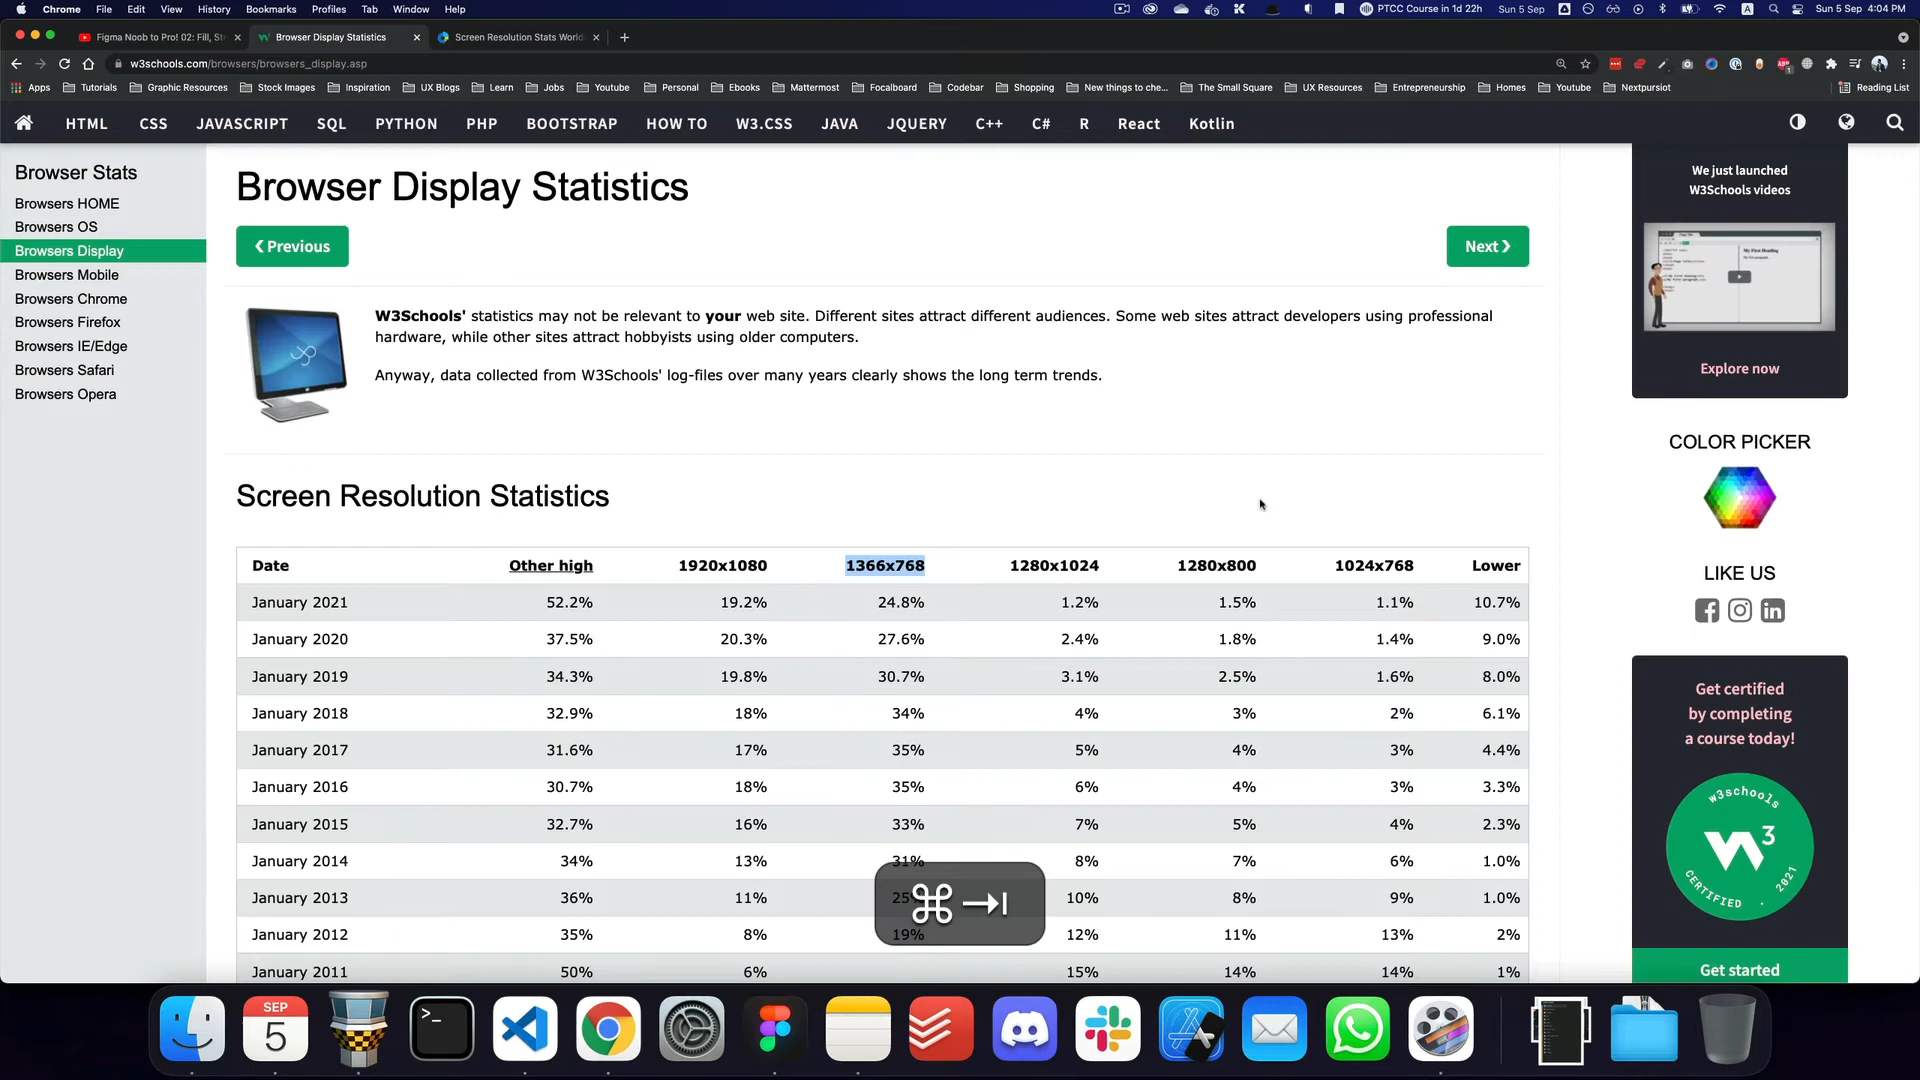 Chrome File Edit View History Bookmarks Profiles Tab Window Help PTCC Course in 1d 22h Sun 5 Sep Sun 5 Sep 4:04 PM
Figma Noob to Pro! 02: Fill, St Browser Display Statistics Screen Resolution Stats World
w3schools.com/browsers/browsers_display.asp
Apps Tutorials Graphic Resources Stock Images Inspiration UX Blogs Learn Jobs Youtube Personal Ebooks Mattermost Focalboard Codebar Shopping New things to che... The Small Square UX Resources Entrepreneurship Homes Youtube Nextpursiot Reading List
HTML CSS JAVASCRIPT SQL PYTHON PHP BOOTSTRAP HOW TO W3.CSS JAVA JQUERY C++ C# R React Kotlin
Browser Stats
Browsers HOME
Browsers OS
Browsers Display
Browsers Mobile
Browsers Chrome
Browsers Firefox
Browsers IE/Edge
Browsers Safari
Browsers Opera
Browser Display Statistics
❮ Previous
Next ❯
W3Schools' statistics may not be relevant to your web site. Different sites attract different audiences. Some web sites attract developers using professional
hardware, while other sites attract hobbyists using older computers.
Anyway, data collected from W3Schools' log-files over many years clearly shows the long term trends.
Screen Resolution Statistics
Date Other high 1920x1080 1366x768 1280x1024 1280x800 1024x768 Lower
January 2021 52.2% 19.2% 24.8% 1.2% 1.5% 1.1% 10.7%
January 2020 37.5% 20.3% 27.6% 2.4% 1.8% 1.4% 9.0%
January 2019 34.3% 19.8% 30.7% 3.1% 2.5% 1.6% 8.0%
January 2018 32.9% 18% 34% 4% 3% 2% 6.1%
January 2017 31.6% 17% 35% 5% 4% 3% 4.4%
January 2016 30.7% 18% 35% 6% 4% 3% 3.3%
January 2015 32.7% 16% 33% 7% 5% 4% 2.3%
January 2014 34% 13% 31% 8% 7% 6% 1.0%
January 2013 36% 11% 25% 10% 8% 9% 1.0%
January 2012 35% 8% 19% 12% 11% 13% 2%
January 2011 50% 6% 15% 14% 14% 1%
⌘ ⇥
We just launched
W3Schools videos
Explore now
COLOR PICKER
LIKE US
Get certified
by completing
a course today!
w3schools
W3
CERTIFIED . 2021
Get started
SEP
5